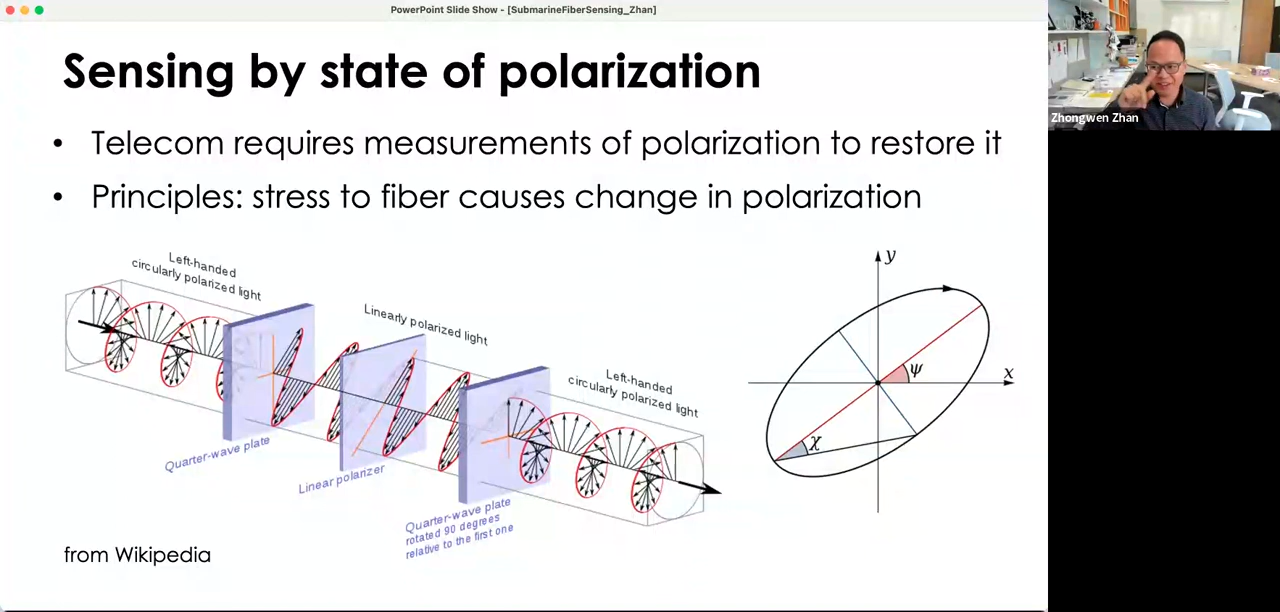 PowerPoint Slide Show - [SubmarineFiberSensing_Zhan]
Sensing by state of polarization
• Telecom requires measurements of polarization to restore it
• Principles: stress to fiber causes change in polarization
Left-handed
circularly polarized light
Quarter-wave plate
Linearly polarized light
Linear polarizer
Left-handed
circularly polarized light
Quarter-wave plate
rotated 90 degrees
relative to the first one
y
x
ψ
χ
from Wikipedia
Zhongwen Zhan